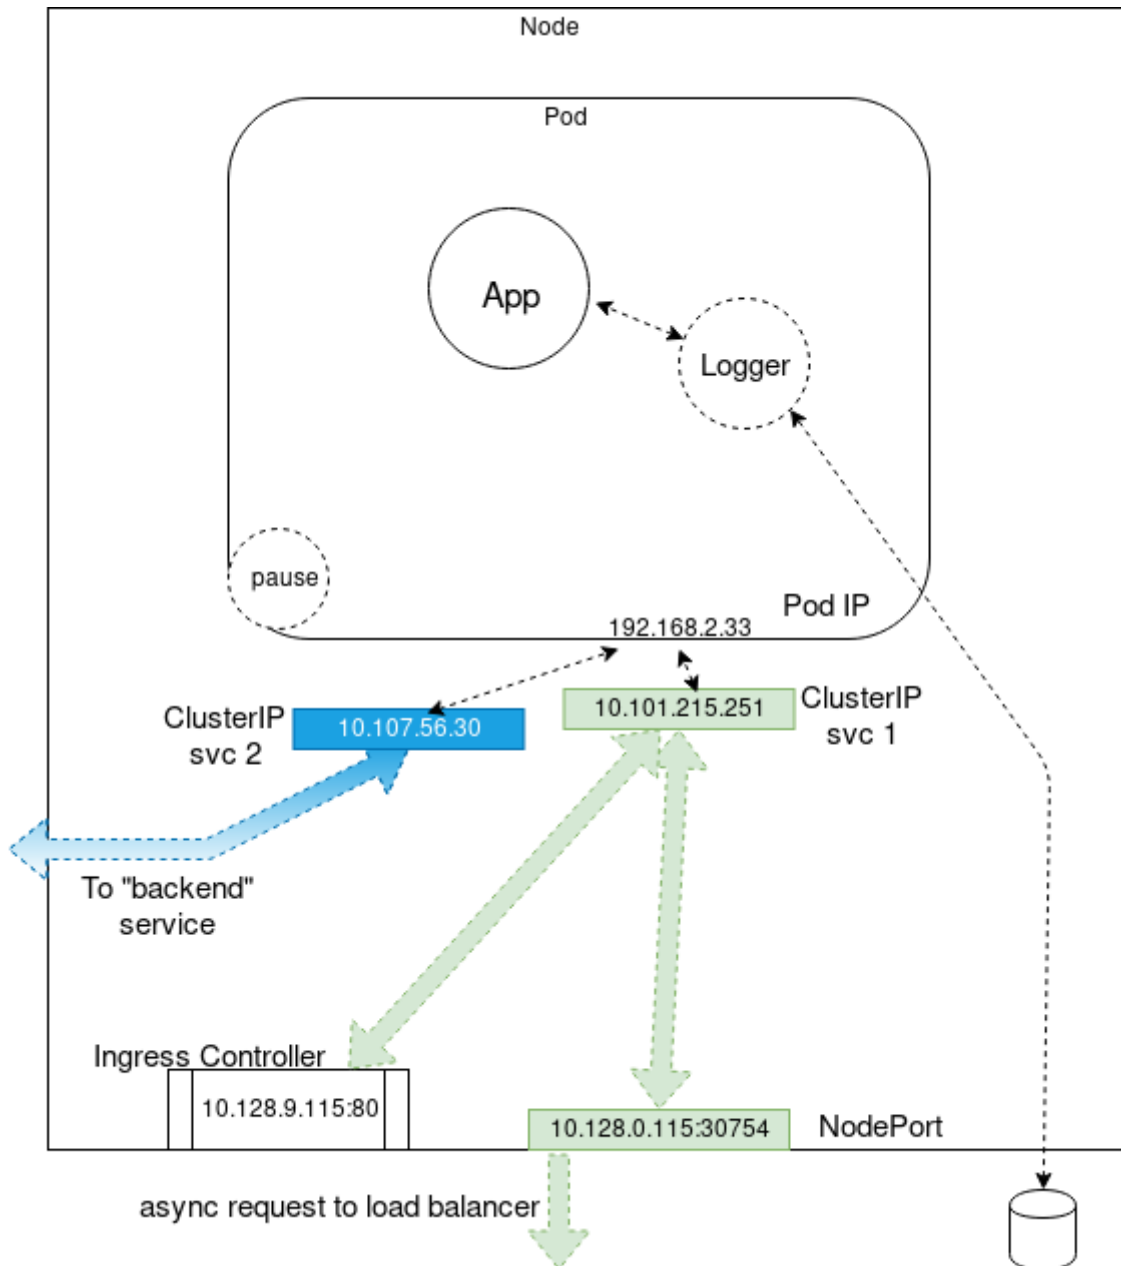 Node
Pod
App
Logger
pause
Pod IP
192.168.2.33
ClusterIP
svc 2
10.107.56.30
10.101.215.251
ClusterIP
svc 1
To "backend"
service
Ingress Controller
10.128.9.115:80
10.128.0.115:30754
NodePort
async request to load balancer